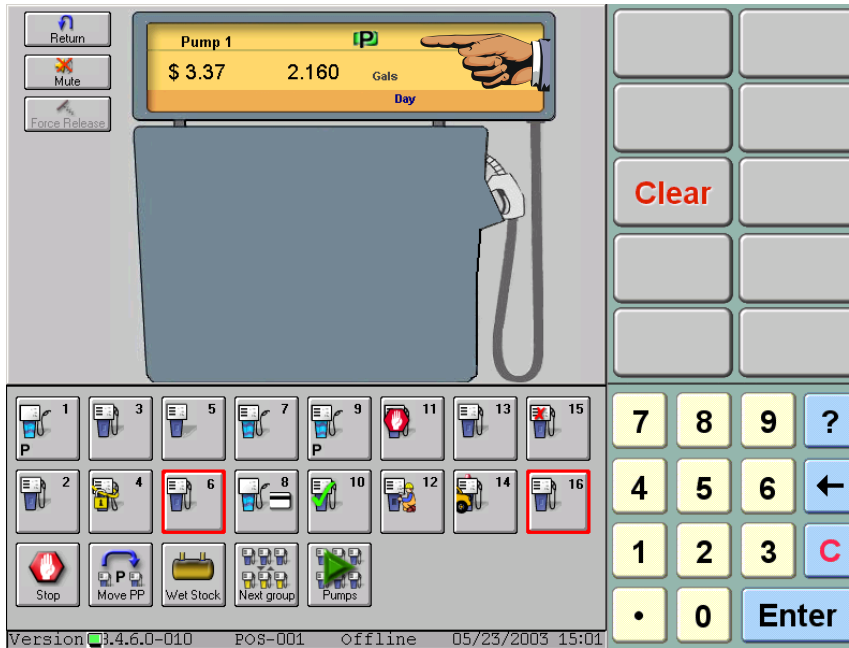 Return
Mute
Force Release
Pump 1
P
$ 3.37 2.160 Gals
Day
Clear
1 3 5 7 9 11 13 15
P P
2 4 6 8 10 12 14 16
P
Stop Move PP Wet Stock Next group Pumps
7 8 9 ?
4 5 6 ←
1 2 3 C
• 0 Enter
Version 3.4.6.0-010 POS-001 Offline 05/23/2003 15:01